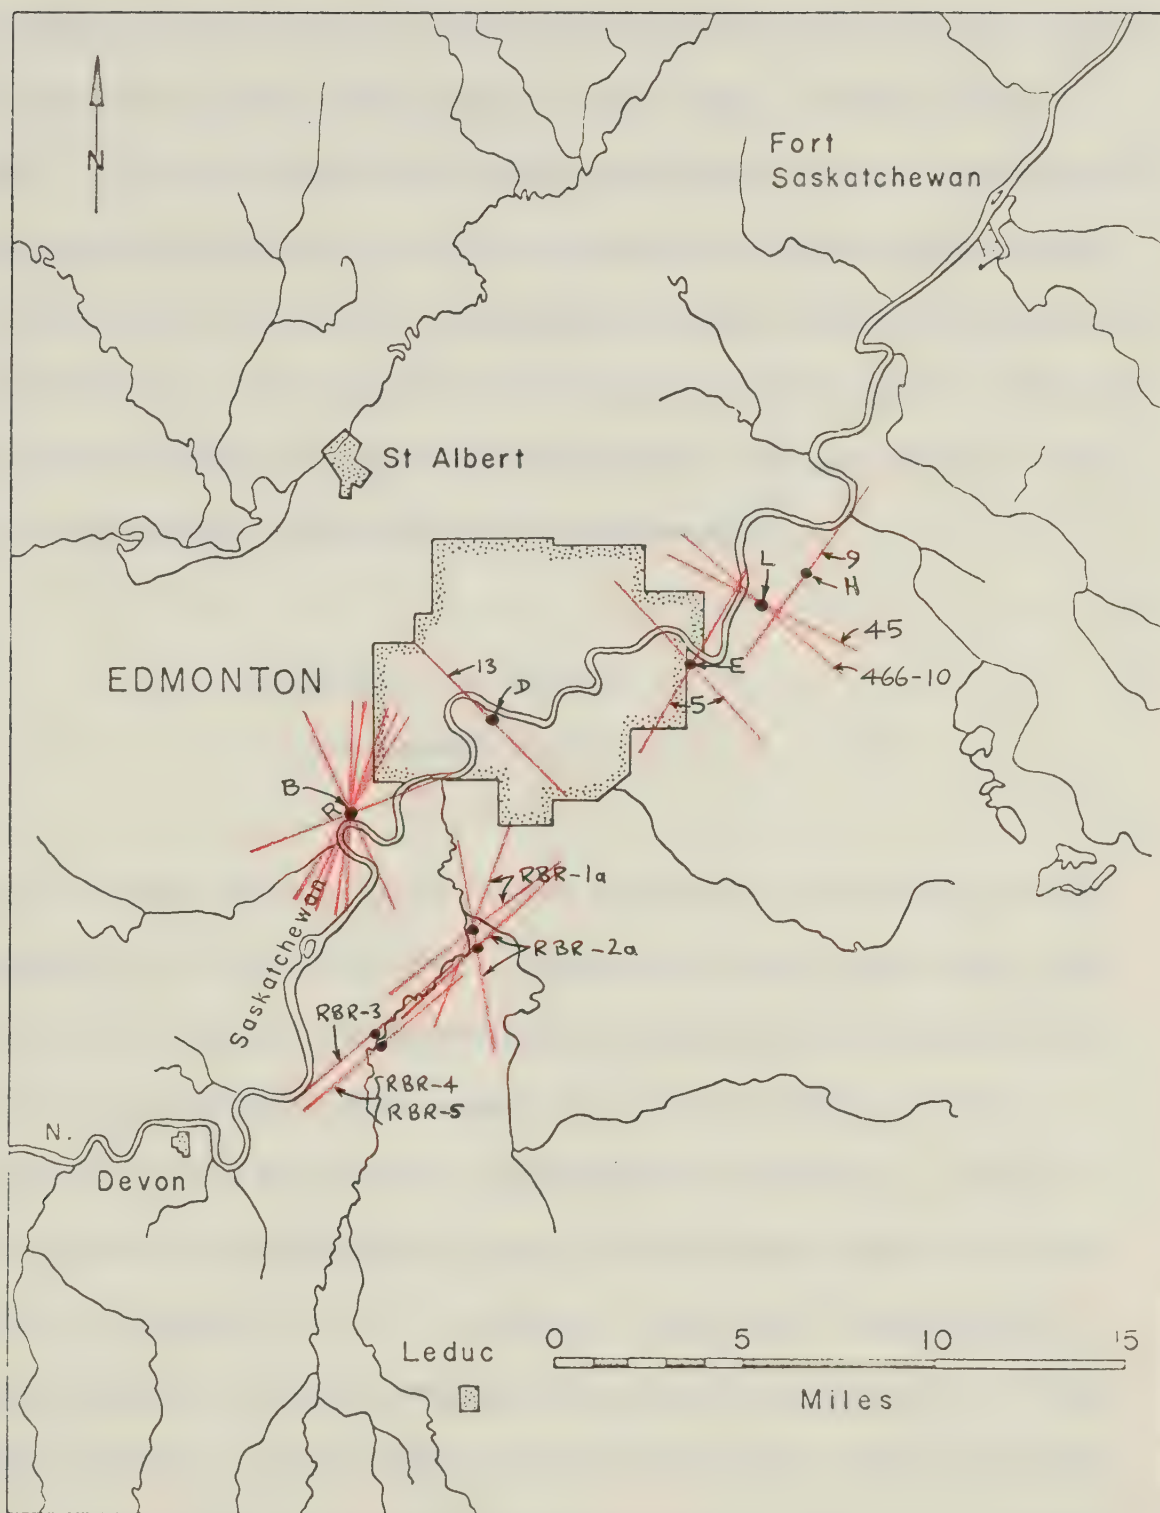 N
Fort
Saskatchewan
St Albert
L
9
H
45
466-10
E
13
D
5
EDMONTON
B
R
RBR-1a
RBR-2a
Saskatchewan
RBR-3
RBR-4
RBR-5
N.
Devon
Leduc
0 5 10 15
Miles